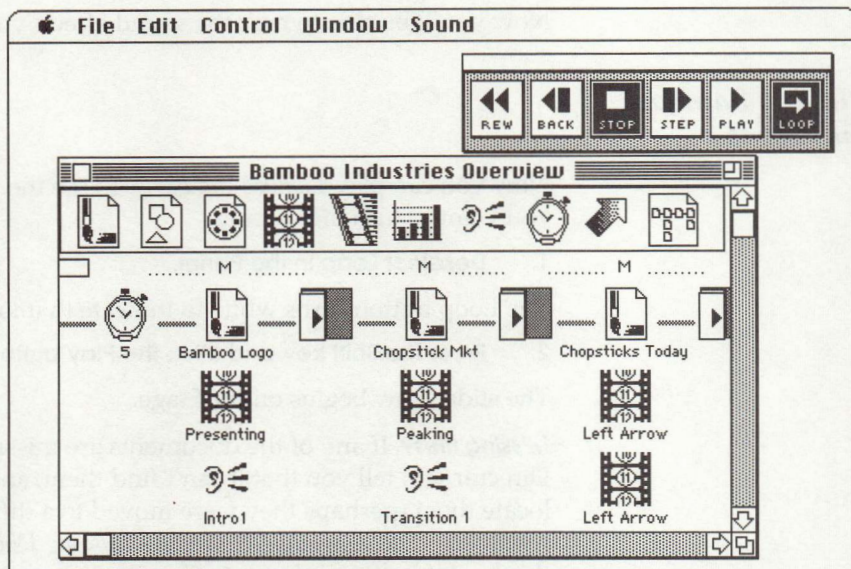 File Edit Control Window Sound
REW BACK STOP STEP PLAY LOOP
Bamboo Industries Overview
M M M
.5 Bamboo Logo Chopstick Mkt Chopsticks Today
Presenting Peaking Left Arrow
Intro1 Transition 1 Left Arrow